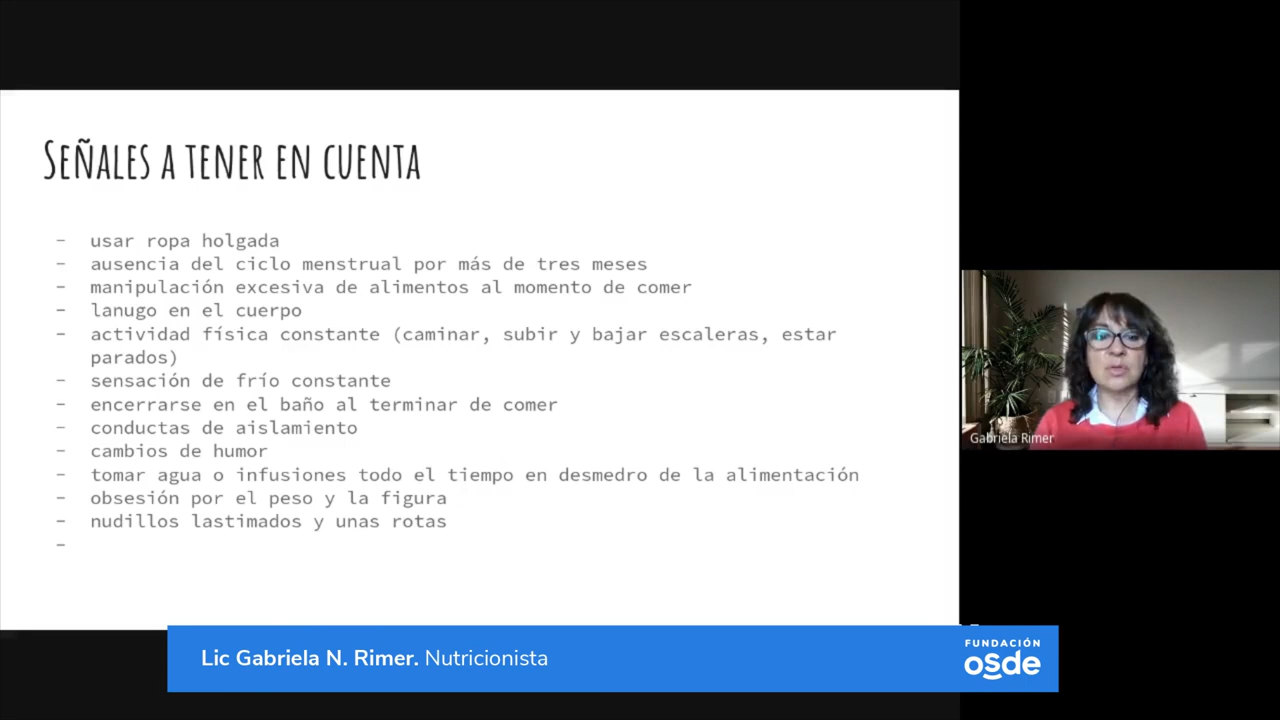 Señales a tener en cuenta
- usar ropa holgada
- ausencia del ciclo menstrual por más de tres meses
- manipulación excesiva de alimentos al momento de comer
- lanugo en el cuerpo
- actividad física constante (caminar, subir y bajar escaleras, estar
parados)
- sensación de frío constante
- encerrarse en el baño al terminar de comer
- conductas de aislamiento
- cambios de humor
- tomar agua o infusiones todo el tiempo en desmedro de la alimentación
- obsesión por el peso y la figura
- nudillos lastimados y unas rotas
-
Gabriela Rimer
Lic Gabriela N. Rimer. Nutricionista
FUNDACIÓN
osde